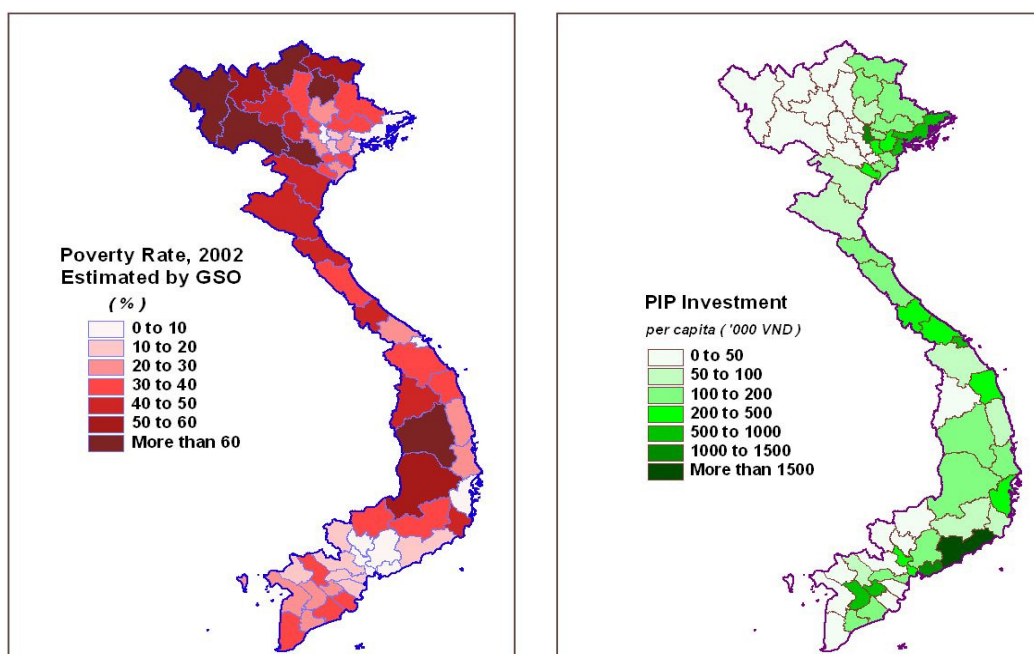 Poverty Rate, 2002
Estimated by GSO
( % )
0 to 10
10 to 20
20 to 30
30 to 40
40 to 50
50 to 60
More than 60
PIP Investment
per capita ( '000 VND )
0 to 50
50 to 100
100 to 200
200 to 500
500 to 1000
1000 to 1500
More than 1500